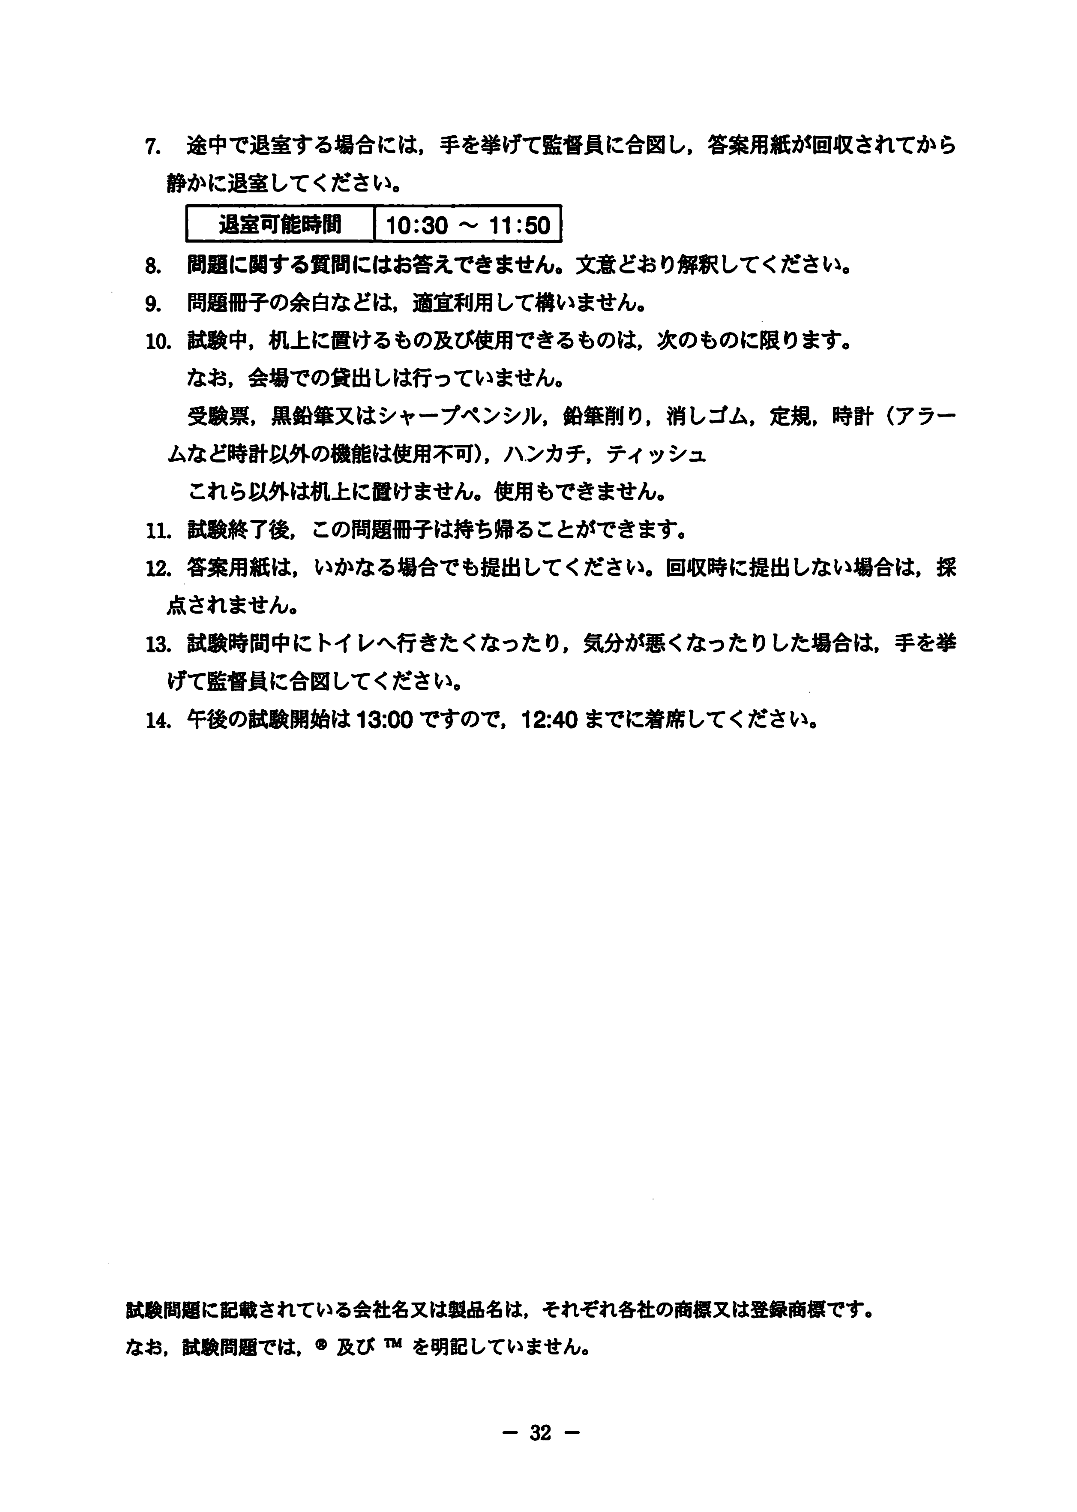 7. 途中で退室する場合には，手を挙げて監督員に合図し，答案用紙が回収されてから
静かに退室してください。
退室可能時間 10:30 ～ 11:50
8. 問題に関する質問にはお答えできません。文意どおり解釈してください。
9. 問題冊子の余白などは，適宜利用して構いません。
10. 試験中，机上に置けるもの及び使用できるものは，次のものに限ります。
なお，会場での貸出しは行っていません。
受験票，黒鉛筆又はシャープペンシル，鉛筆削り，消しゴム，定規，時計（アラー
ムなど時計以外の機能は使用不可），ハンカチ，ティッシュ
これら以外は机上に置けません。使用もできません。
11. 試験終了後，この問題冊子は持ち帰ることができます。
12. 答案用紙は，いかなる場合でも提出してください。回収時に提出しない場合は，採
点されません。
13. 試験時間中にトイレへ行きたくなったり，気分が悪くなったりした場合は，手を挙
げて監督員に合図してください。
14. 午後の試験開始は 13:00 ですので，12:40 までに着席してください。
試験問題に記載されている会社名又は製品名は，それぞれ各社の商標又は登録商標です。
なお，試験問題では，® 及び ™ を明記していません。
－ 32 －